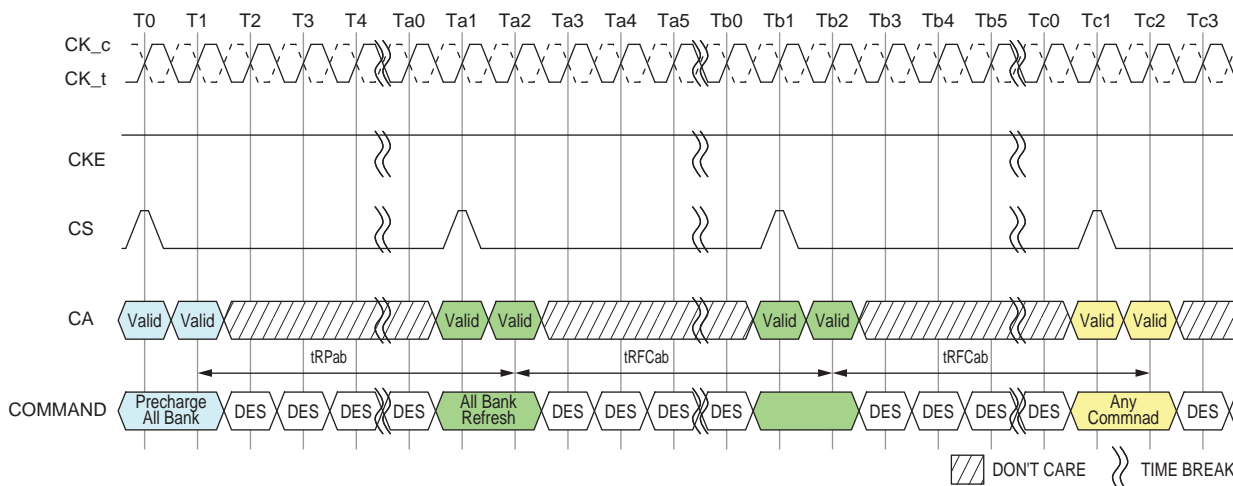 T0 T1 T2 T3 T4 Ta0 Ta1 Ta2 Ta3 Ta4 Ta5 Tb0 Tb1 Tb2 Tb3 Tb4 Tb5 Tc0 Tc1 Tc2 Tc3
CK_c
CK_t
CKE
CS
CA Valid Valid Valid Valid Valid Valid Valid Valid
tRPab tRFCab tRFCab
COMMAND Precharge All Bank DES DES DES DES All Bank Refresh DES DES DES DES DES DES DES DES Any Commnad DES
DON'T CARE TIME BREAK